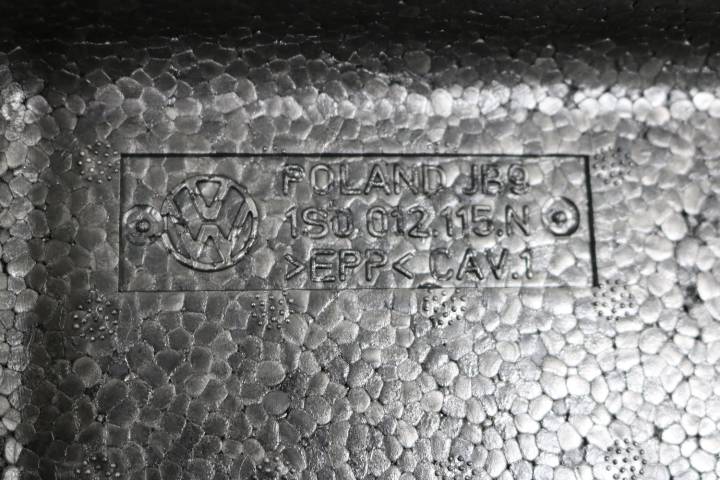 POLAND JB9
1S0.012.115.N
>EPP< CAV.1